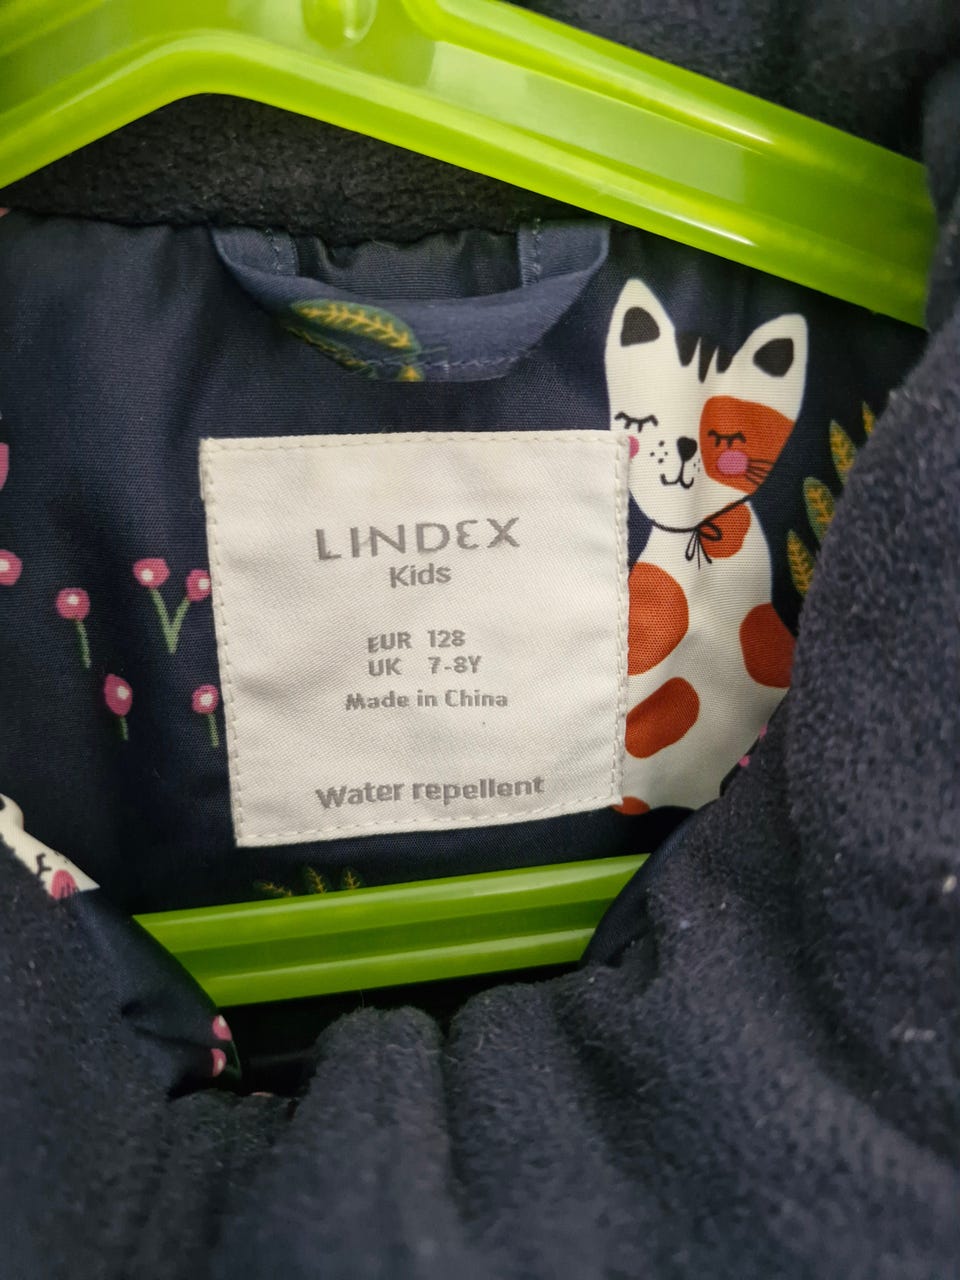 LINDEX
Kids
EUR 128
UK 7-8Y
Made in China
Water repellent